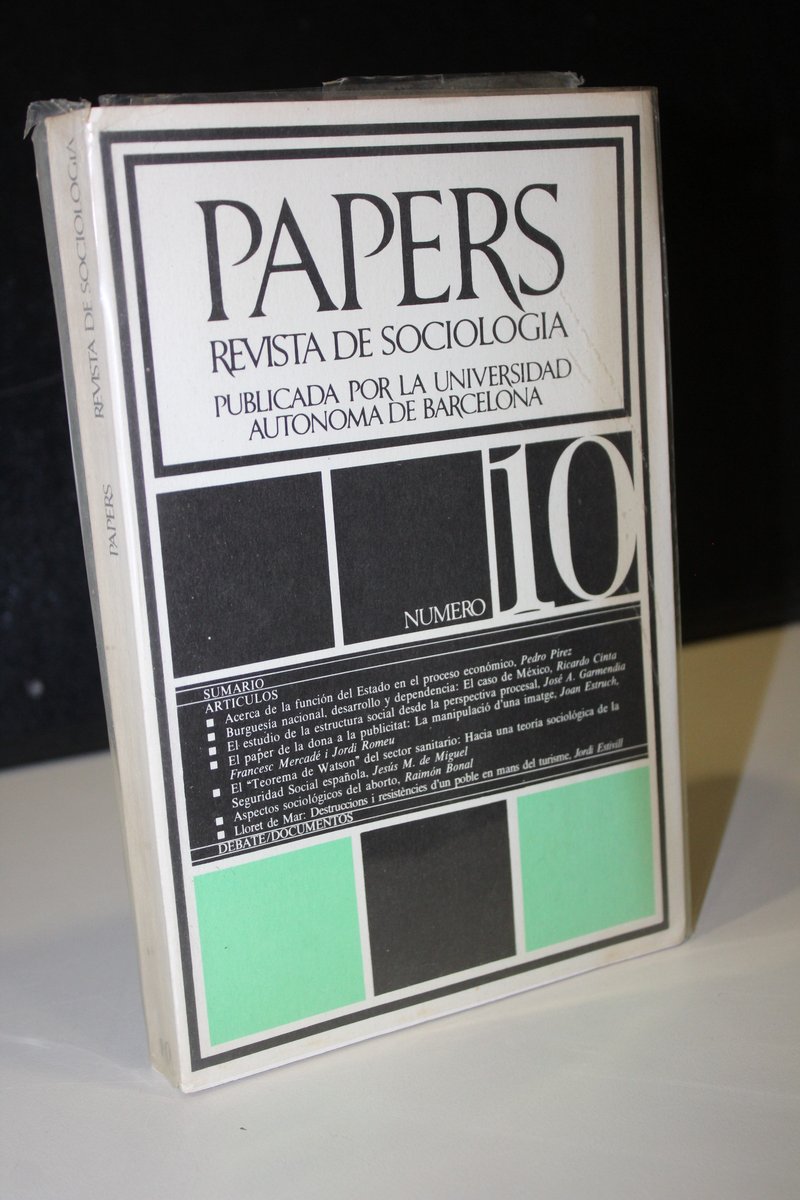 PAPERS
REVISTA DE SOCIOLOGIA
PUBLICADA POR LA UNIVERSIDAD
AUTONOMA DE BARCELONA
NUMERO 10
SUMARIO
ARTICULOS
Acerca de la función del Estado en el proceso económico, Pedro Pírez
Burguesía nacional, desarrollo y dependencia: El caso de México, Ricardo Cinta
El estudio de la estructura social desde la perspectiva procesal, José A. Garmendia
El paper de la dona a la publicitat: La manipulació d'una imatge, Joan Estruch,
Francesc Mercadé i Jordi Romeu
El "Teorema de Watson" del sector sanitario: Hacia una teoría sociológica de la
Seguridad Social española, Jesús M. de Miguel
Aspectos sociológicos del aborto, Raimón Bonal
Lloret de Mar: Destruccions i resistències d'un poble en mans del turisme, Jordi Estivill
DEBATE/DOCUMENTOS
PAPERS REVISTA DE SOCIOLOGIA
10